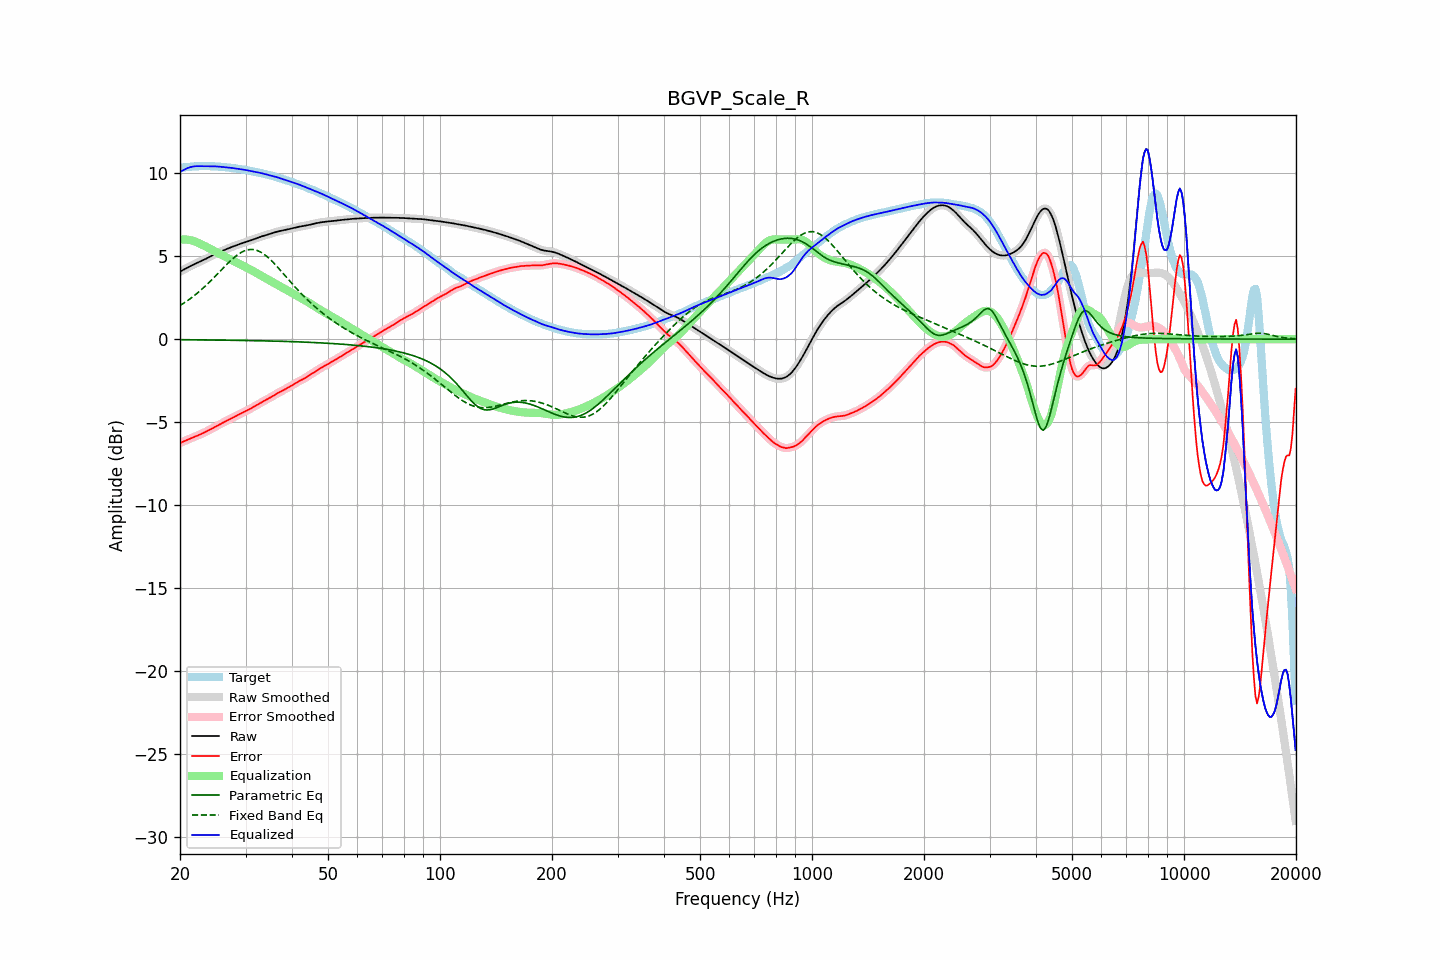 BGVP_Scale_R
10
5
0
−5
−10
−15
−20
−25
−30
Amplitude (dBr)
Target
Raw Smoothed
Error Smoothed
Raw
Error
Equalization
Parametric Eq
Fixed Band Eq
Equalized
20 50 100 200 500 1000 2000 5000 10000 20000
Frequency (Hz)